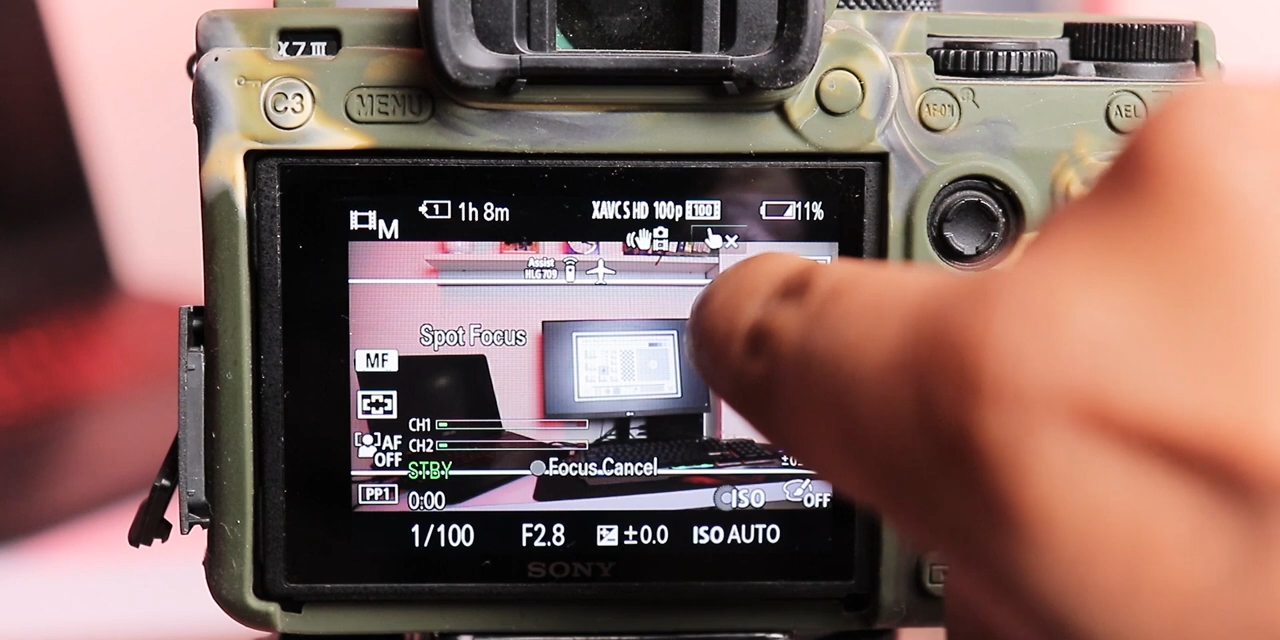 α7III
C3 MENU AF-ON AEL
M 1 1h 8m XAVC S HD 100p 100 11%
Assist
HLG709
Spot Focus
MF
CH1
CH2
AF
OFF
STBY Focus Cancel
PP1 0:00 ISO OFF
1/100 F2.8 ±0.0 ISO AUTO
SONY